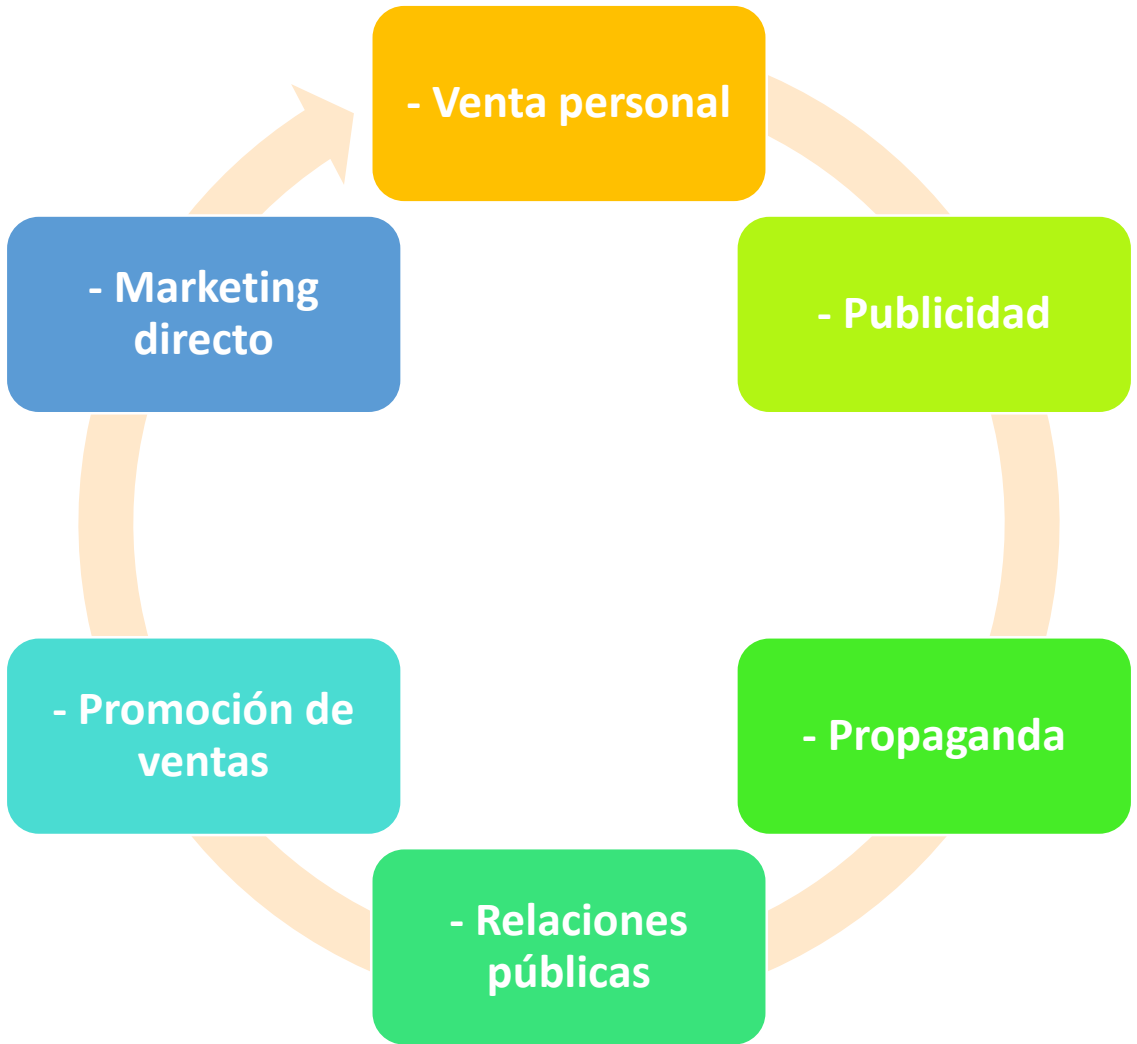 - Venta personal
- Publicidad
- Propaganda
- Relaciones
públicas
- Promoción de
ventas
- Marketing
directo